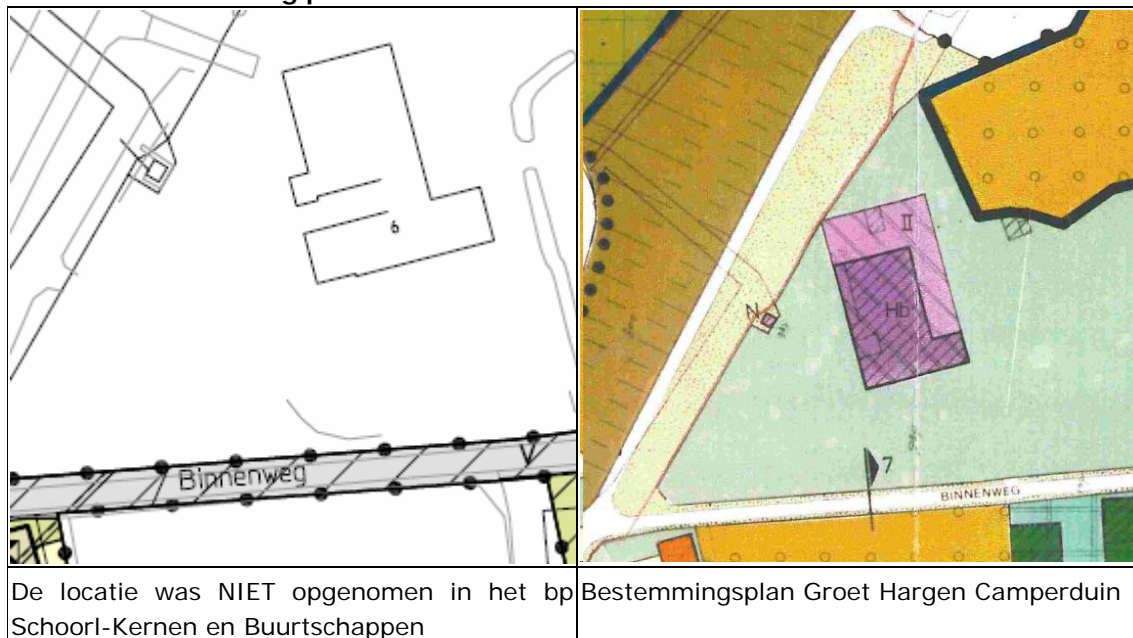 6
Binnenweg
V
II
Hb
N
7
BINNENWEG
De locatie was NIET opgenomen in het bp
Schoorl-Kernen en Buurtschappen
Bestemmingsplan Groet Hargen Camperduin